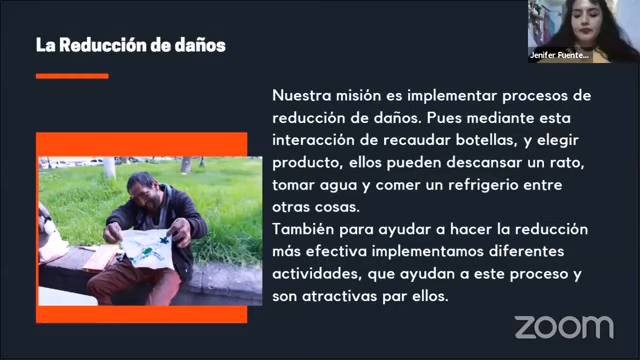 La Reducción de daños
Jenifer Fuente...
Nuestra misión es implementar procesos de
reducción de daños. Pues mediante esta
interacción de recaudar botellas, y elegir
producto, ellos pueden descansar un rato,
tomar agua y comer un refrigerio entre
otras cosas.
También para ayudar a hacer la reducción
más efectiva implementamos diferentes
actividades, que ayudan a este proceso y
son atractivas par ellos.
zoom